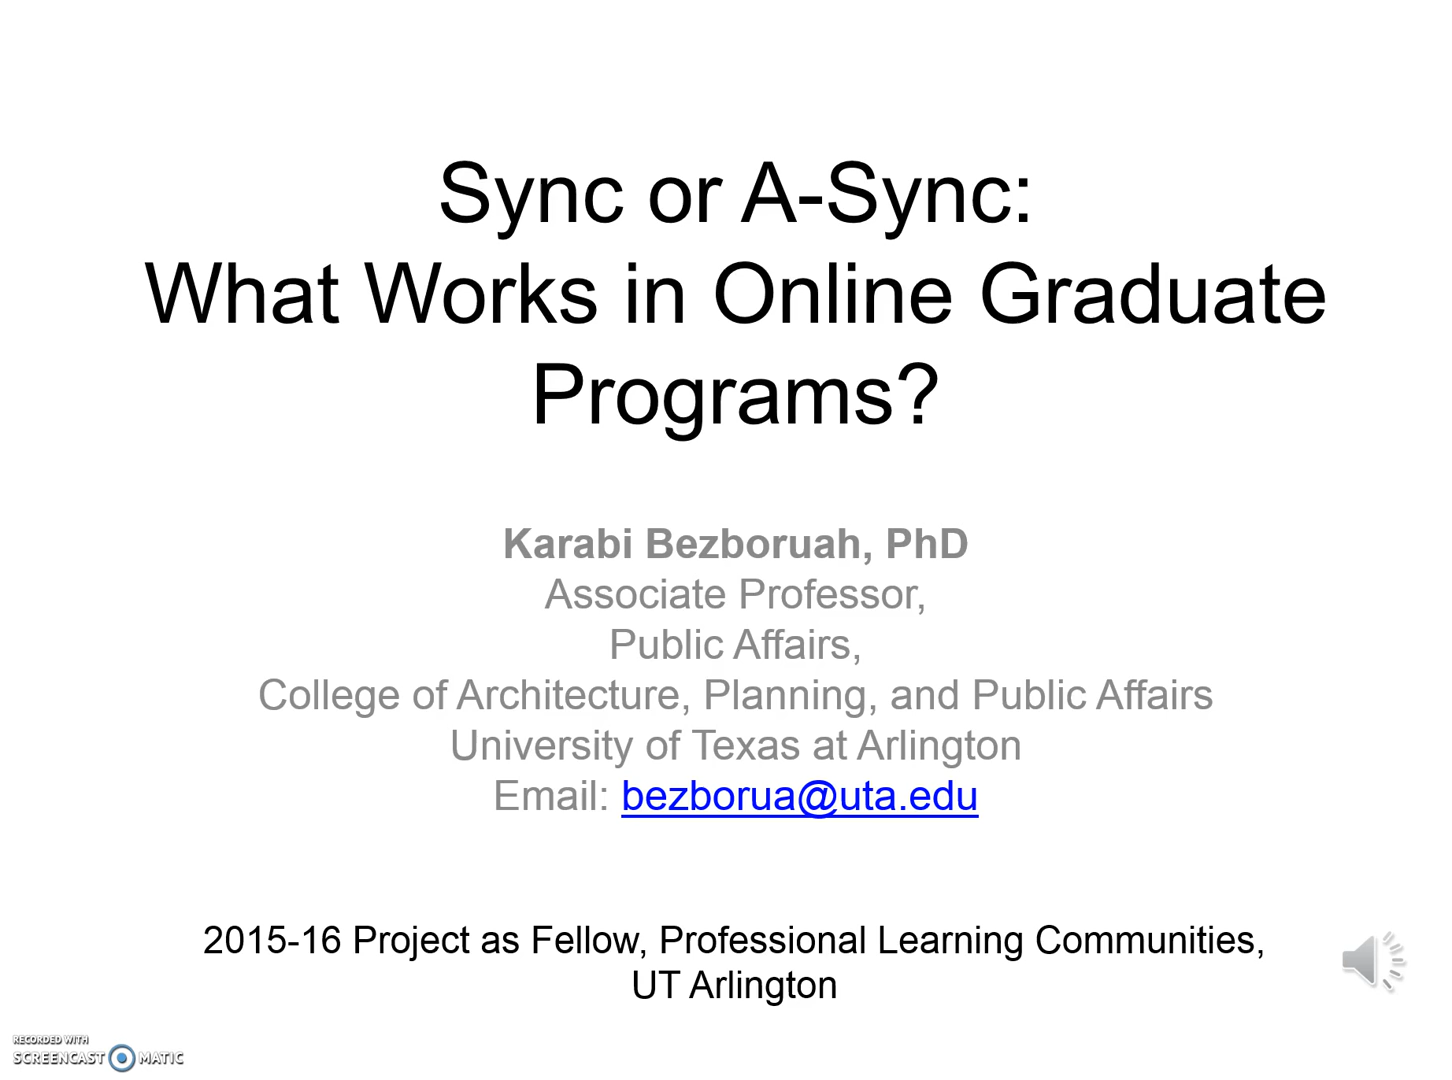 Sync or A-Sync:
What Works in Online Graduate
Programs?
Karabi Bezboruah, PhD
Associate Professor,
Public Affairs,
College of Architecture, Planning, and Public Affairs
University of Texas at Arlington
Email: bezborua@uta.edu
2015-16 Project as Fellow, Professional Learning Communities,
UT Arlington
RECORDED WITH
SCREENCAST MATIC